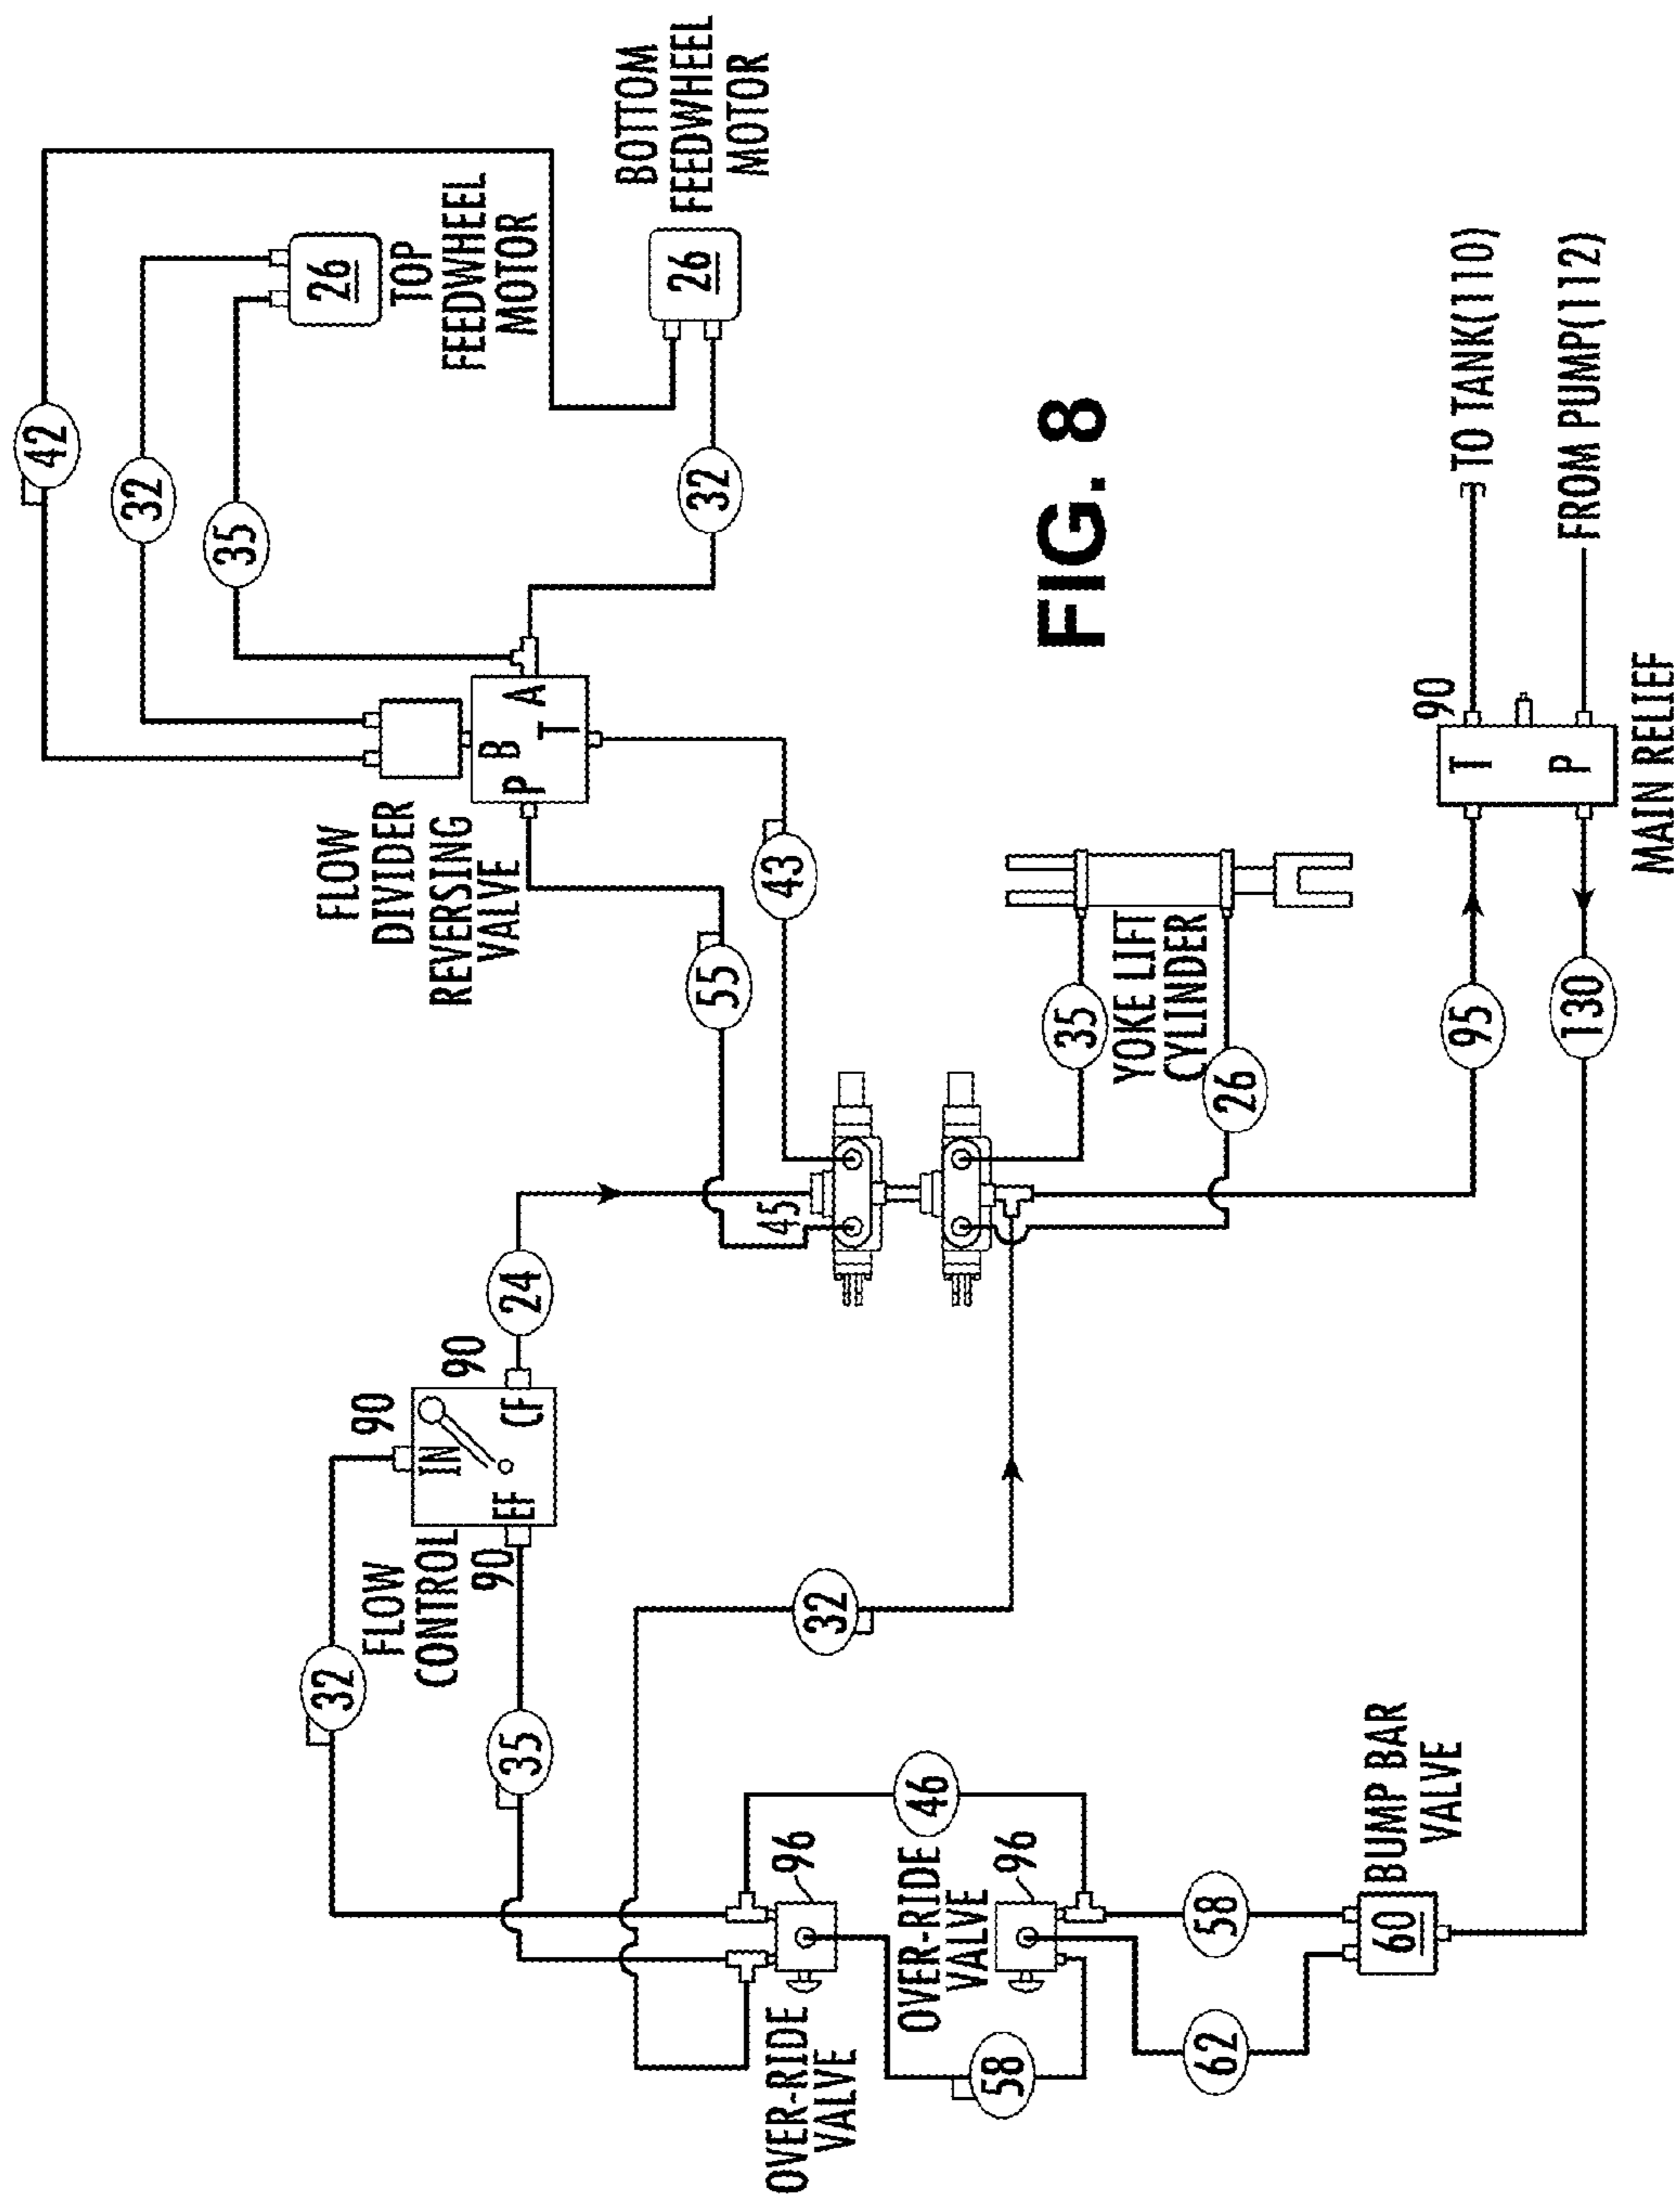 42
32
35
26
TOP
FEEDWHEEL
MOTOR
BOTTOM
FEEDWHEEL
MOTOR
26
32
FLOW
DIVIDER
REVERSING
VALVE
P
B
A
T
55
43
FLOW
CONTROL
90
90
90
IN
EF
CF
24
32
35
45
32
35
26
YOKE LIFT
CYLINDER
FIG. 8
OVER-RIDE
VALVE
96
46
OVER-RIDE
VALVE
96
58
58
62
60
BUMP BAR
VALVE
95
130
90
T
P
MAIN RELIEF
TO TANK(110)
FROM PUMP(112)